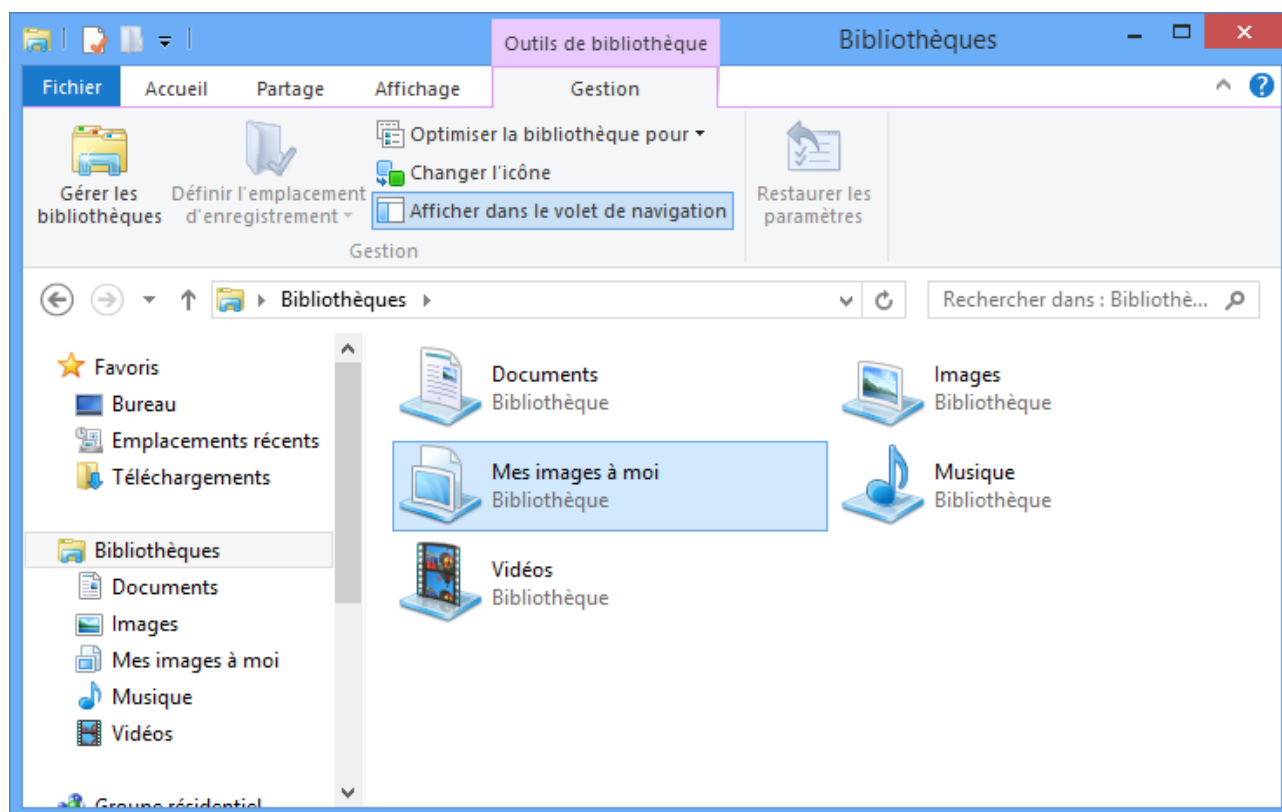 Outils de bibliothèque
Bibliothèques
Fichier
Accueil
Partage
Affichage
Gestion
Gérer les
bibliothèques
Définir l'emplacement
d'enregistrement
Optimiser la bibliothèque pour
Changer l'icône
Afficher dans le volet de navigation
Restaurer les
paramètres
Gestion
Bibliothèques
Rechercher dans : Bibliothè...
Favoris
Bureau
Emplacements récents
Téléchargements
Bibliothèques
Documents
Images
Mes images à moi
Musique
Vidéos
Groupe résidentiel
Documents
Bibliothèque
Images
Bibliothèque
Mes images à moi
Bibliothèque
Musique
Bibliothèque
Vidéos
Bibliothèque